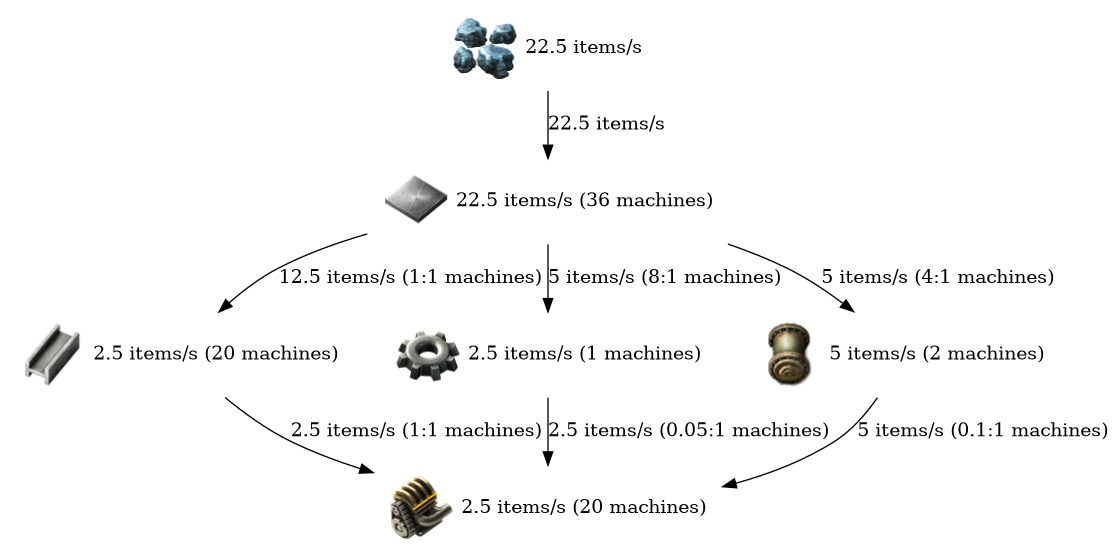 22.5 items/s
22.5 items/s
22.5 items/s (36 machines)
12.5 items/s (1:1 machines)
5 items/s (8:1 machines)
5 items/s (4:1 machines)
2.5 items/s (20 machines)
2.5 items/s (1 machines)
5 items/s (2 machines)
2.5 items/s (1:1 machines)
2.5 items/s (0.05:1 machines)
5 items/s (0.1:1 machines)
2.5 items/s (20 machines)